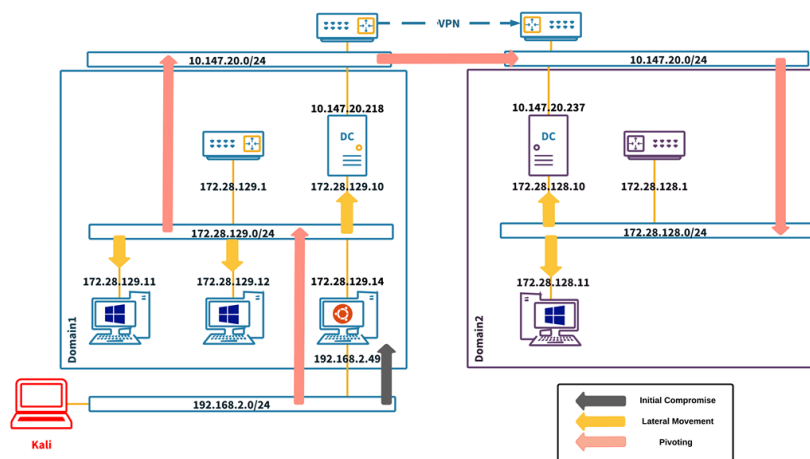 VPN
10.147.20.0/24
10.147.20.0/24
10.147.20.218
10.147.20.237
DC
DC
172.28.129.1
172.28.129.10
172.28.128.10
172.28.128.1
172.28.129.0/24
172.28.128.0/24
172.28.129.11
172.28.129.12
172.28.129.14
172.28.128.11
Domain1
Domain2
192.168.2.49
192.168.2.0/24
Kali
Initial Compromise
Lateral Movement
Pivoting